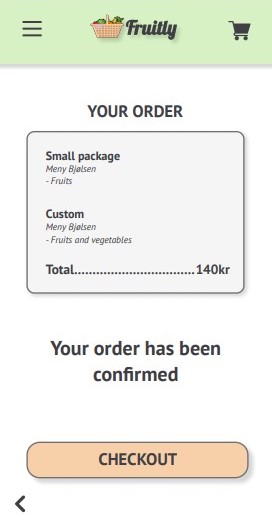 Fruitly
YOUR ORDER
Small package
Meny Bjølsen
- Fruits
Custom
Meny Bjølsen
- Fruits and vegetables
Total.................................140kr
Your order has been
confirmed
CHECKOUT